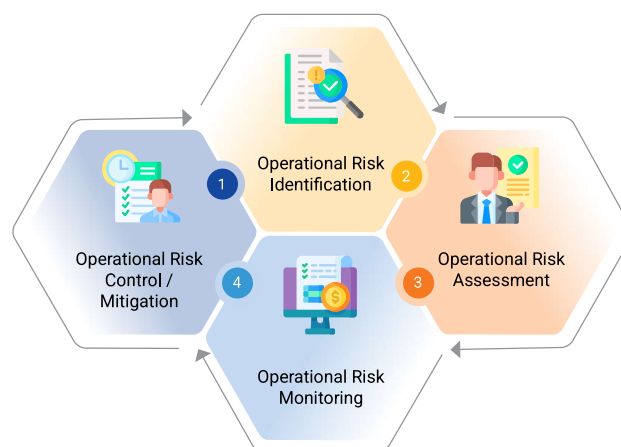 Operational Risk
Identification
1
2
Operational Risk
Control /
Mitigation
Operational Risk
Assessment
4
3
$
Operational Risk
Monitoring